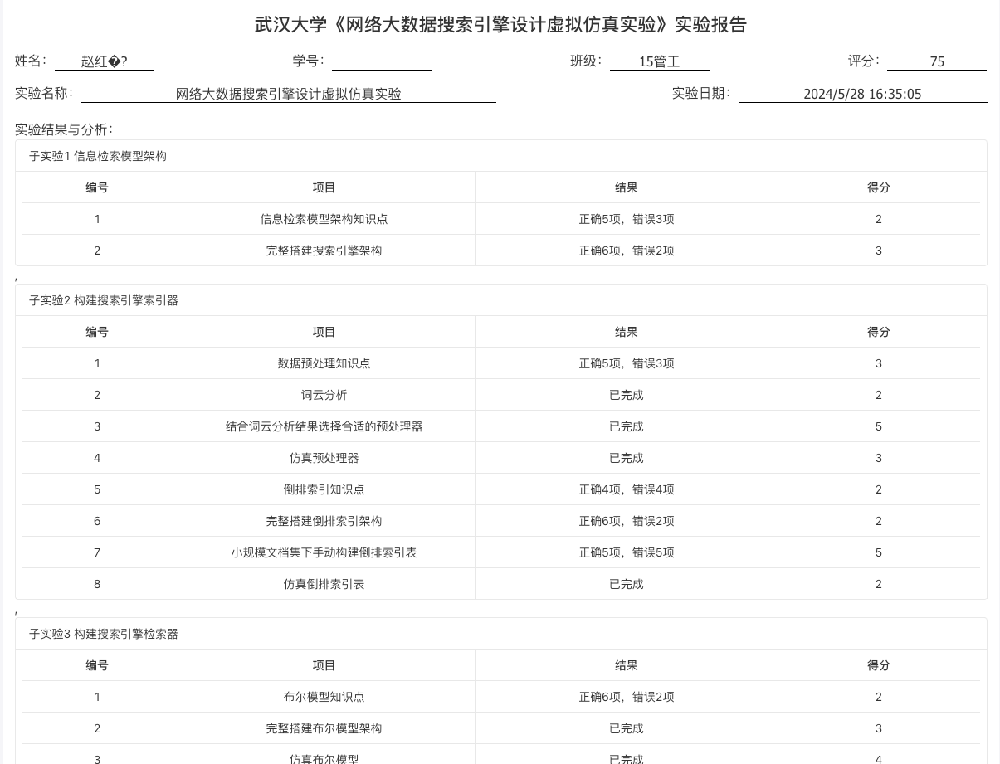 武汉大学《网络大数据搜索引擎设计虚拟仿真实验》实验报告
姓名： 赵红�? 学号： 班级： 15管工 评分： 75
实验名称： 网络大数据搜索引擎设计虚拟仿真实验 实验日期： 2024/5/28 16:35:05
实验结果与分析：
子实验1 信息检索模型架构
编号 项目 结果 得分
1 信息检索模型架构知识点 正确5项，错误3项 2
2 完整搭建搜索引擎架构 正确6项，错误2项 3
,
子实验2 构建搜索引擎索引器
编号 项目 结果 得分
1 数据预处理知识点 正确5项，错误3项 3
2 词云分析 已完成 2
3 结合词云分析结果选择合适的预处理器 已完成 5
4 仿真预处理器 已完成 3
5 倒排索引知识点 正确4项，错误4项 2
6 完整搭建倒排索引架构 正确6项，错误2项 2
7 小规模文档集下手动构建倒排索引表 正确5项，错误5项 5
8 仿真倒排索引表 已完成 2
,
子实验3 构建搜索引擎检索器
编号 项目 结果 得分
1 布尔模型知识点 正确6项，错误2项 2
2 完整搭建布尔模型架构 已完成 3
3 仿真布尔模型 已完成 4